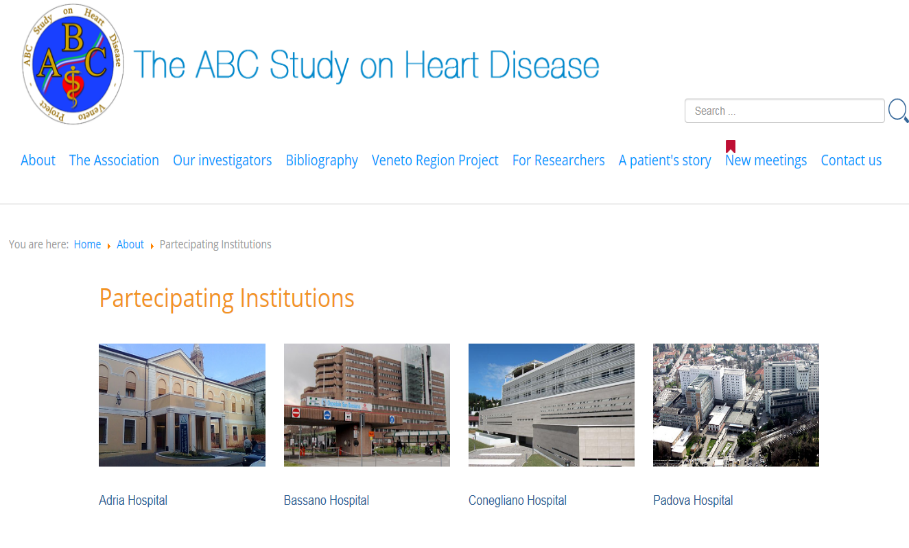 ABC Study on Heart Disease
ABC
Veneto Project
The ABC Study on Heart Disease
Search ...
About The Association Our investigators Bibliography Veneto Region Project For Researchers A patient's story New meetings Contact us
You are here: Home About Partecipating Institutions
Partecipating Institutions
Adria Hospital Bassano Hospital Conegliano Hospital Padova Hospital